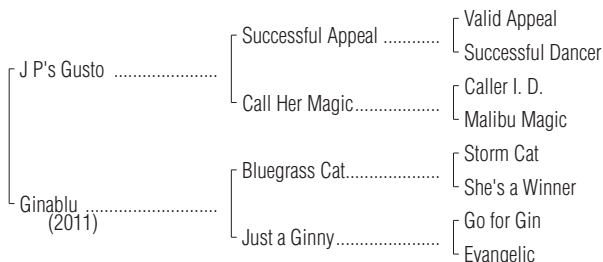 Valid Appeal
Successful Appeal ............
Successful Dancer
J P's Gusto ......................
Caller I. D.
Call Her Magic..................
Malibu Magic
Storm Cat
Bluegrass Cat....................
She's a Winner
Ginablu ............................
(2011)
Go for Gin
Just a Ginny......................
Evangelic